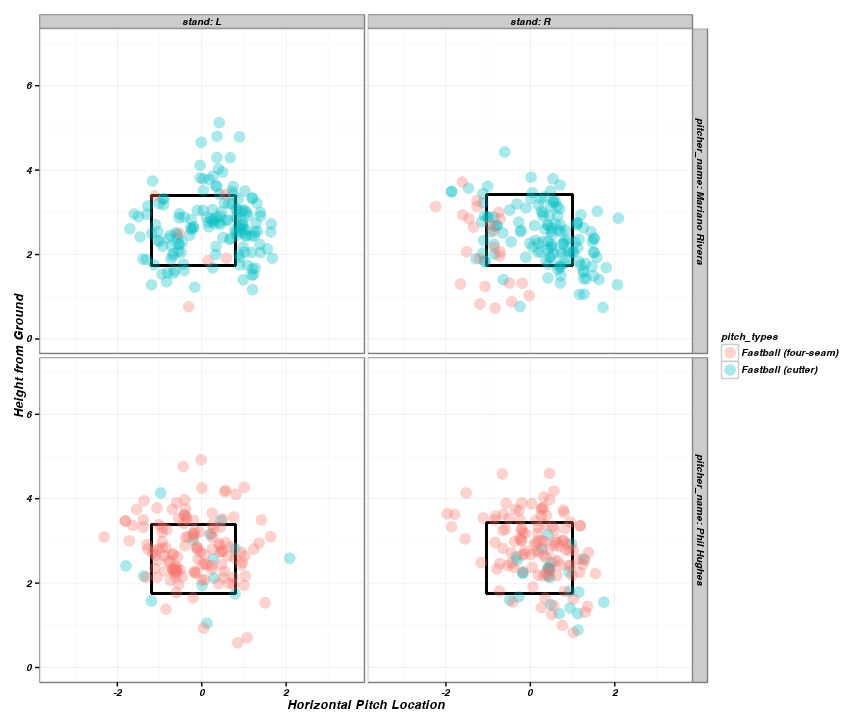 stand: L
stand: R
6
4
2
0
pitcher_name: Mariano Rivera
Height from Ground
6
4
2
0
pitcher_name: Phil Hughes
-2
0
2
-2
0
2
Horizontal Pitch Location
pitch_types
Fastball (four-seam)
Fastball (cutter)